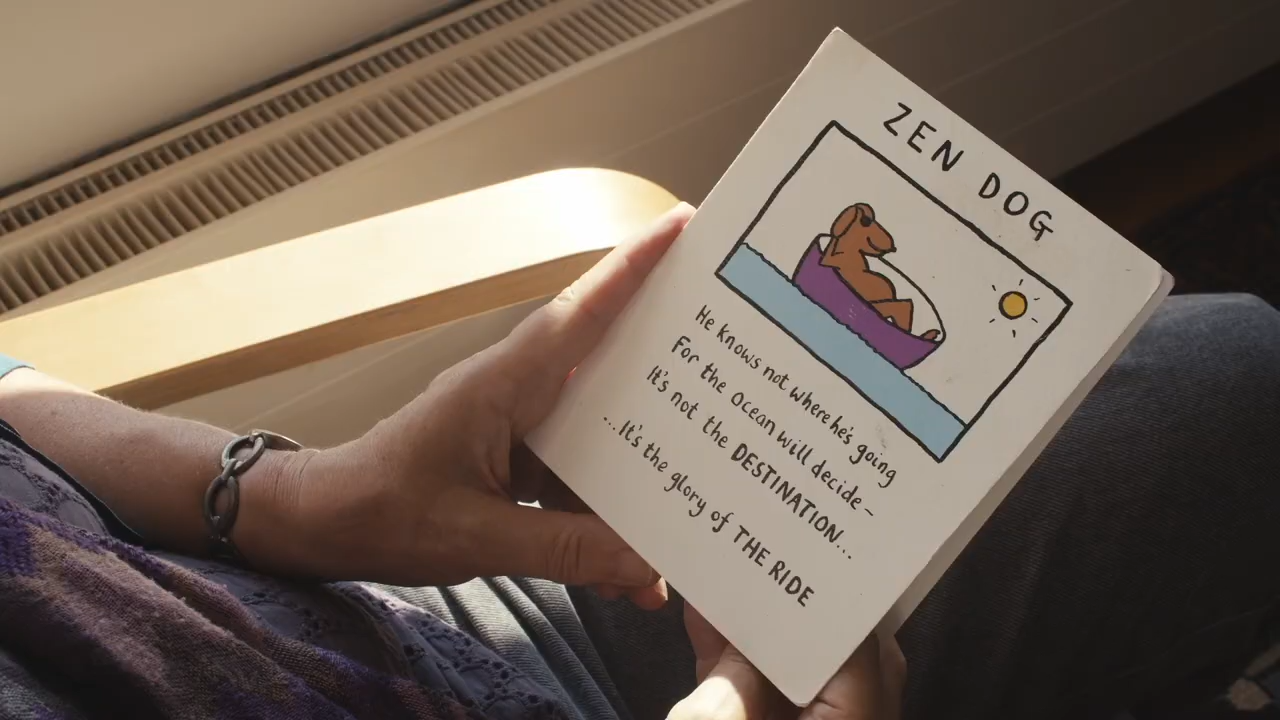 ZEN DOG
He knows not where he's going
For the ocean will decide-
It's not the DESTINATION...
...It's the glory of THE RIDE